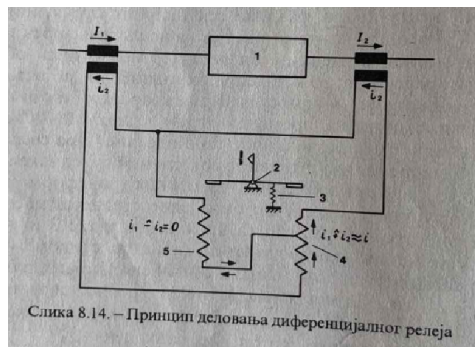 I₁ I₂
1
i₂ i₂
2
3
i₁ - i₂=0 i₁ + i₂≈i
5 4
Слика 8.14. – Принцип деловања диференцијалног релеја